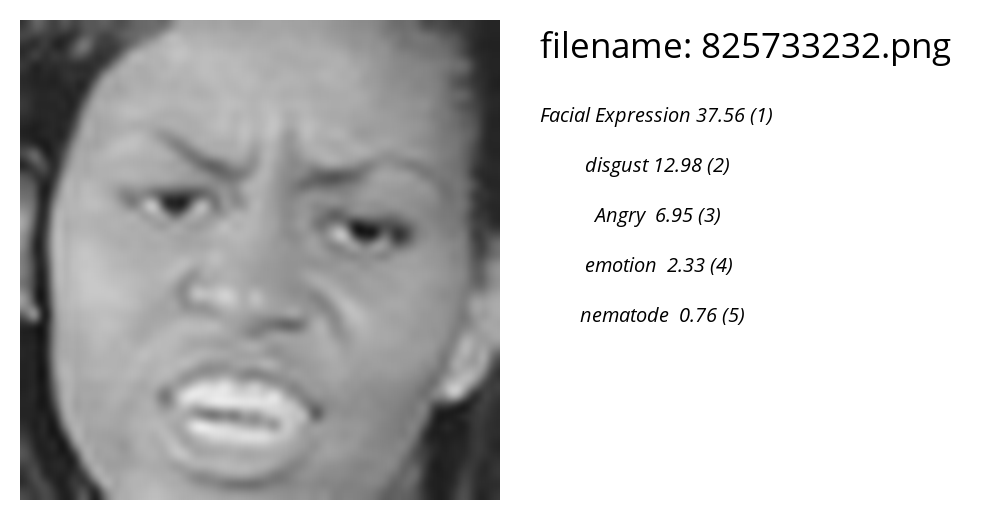 filename: 825733232.png
Facial Expression 37.56 (1)
disgust 12.98 (2)
Angry 6.95 (3)
emotion 2.33 (4)
nematode 0.76 (5)